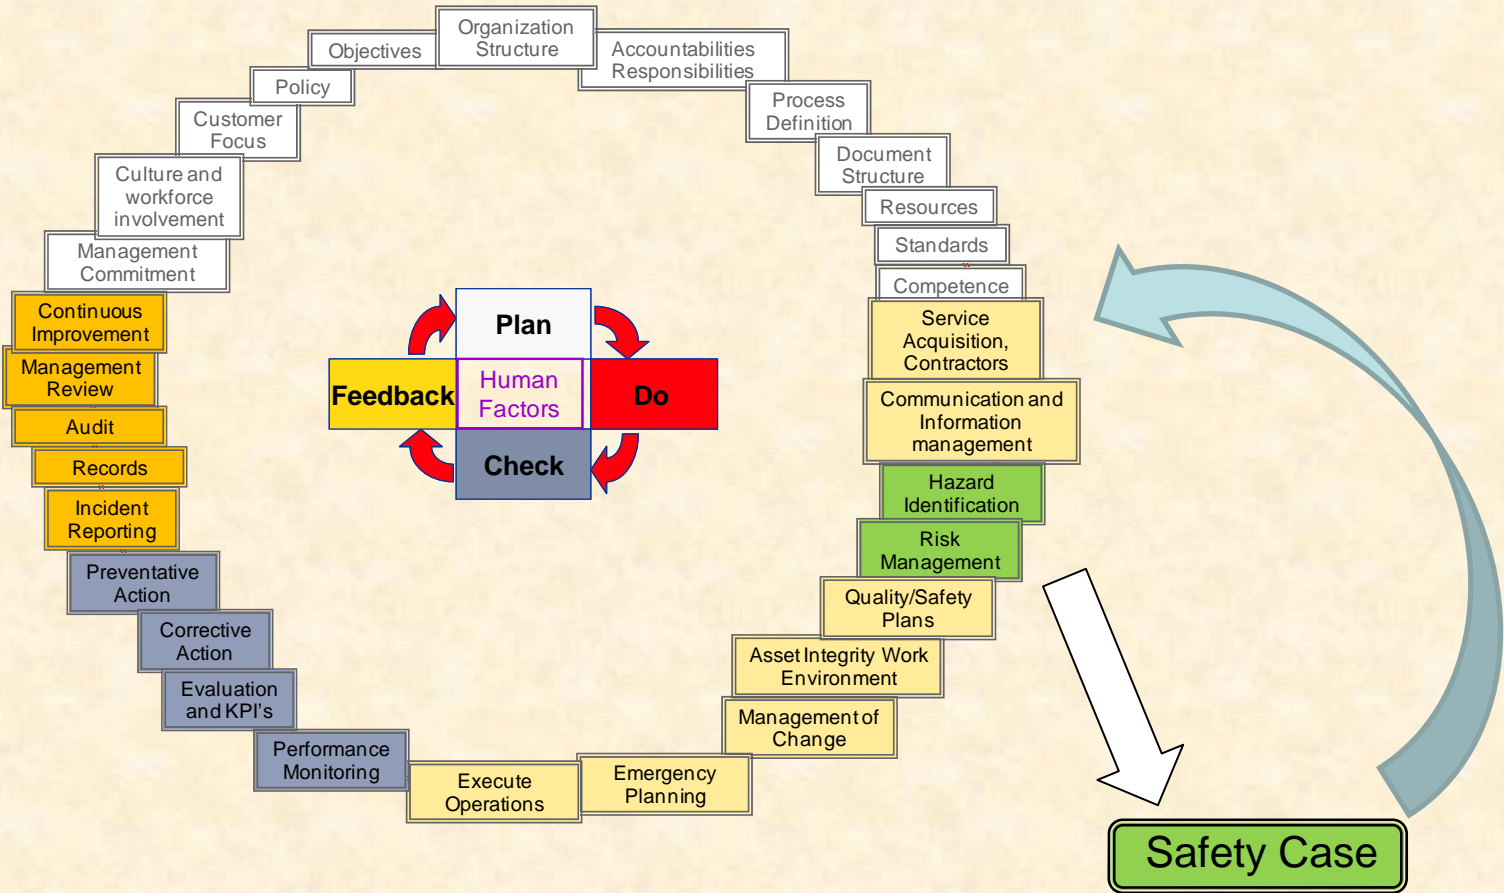 Organization
Structure
Objectives
Accountabilities
Responsibilities
Policy
Process
Definition
Customer
Focus
Document
Structure
Culture and
workforce
involvement
Resources
Management
Commitment
Standards
Competence
Continuous
Improvement
Service
Acquisition,
Contractors
Management
Review
Communication and
Information
management
Audit
Records
Hazard
Identification
Incident
Reporting
Risk
Management
Preventative
Action
Quality/Safety
Plans
Corrective
Action
Asset Integrity Work
Environment
Evaluation
and KPI's
Management of
Change
Performance
Monitoring
Execute
Operations
Emergency
Planning
Plan
Feedback
Human
Factors
Do
Check
Safety Case